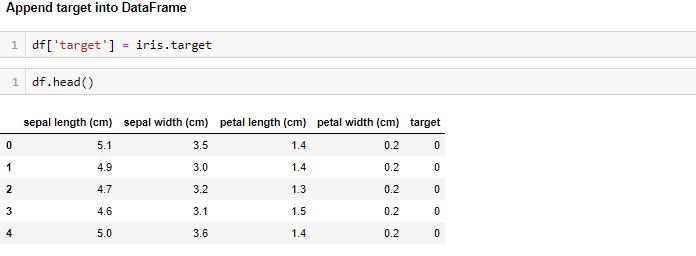 Append target into DataFrame
1 df['target'] = iris.target
1 df.head()
sepal length (cm) sepal width (cm) petal length (cm) petal width (cm) target
0 5.1 3.5 1.4 0.2 0
1 4.9 3.0 1.4 0.2 0
2 4.7 3.2 1.3 0.2 0
3 4.6 3.1 1.5 0.2 0
4 5.0 3.6 1.4 0.2 0